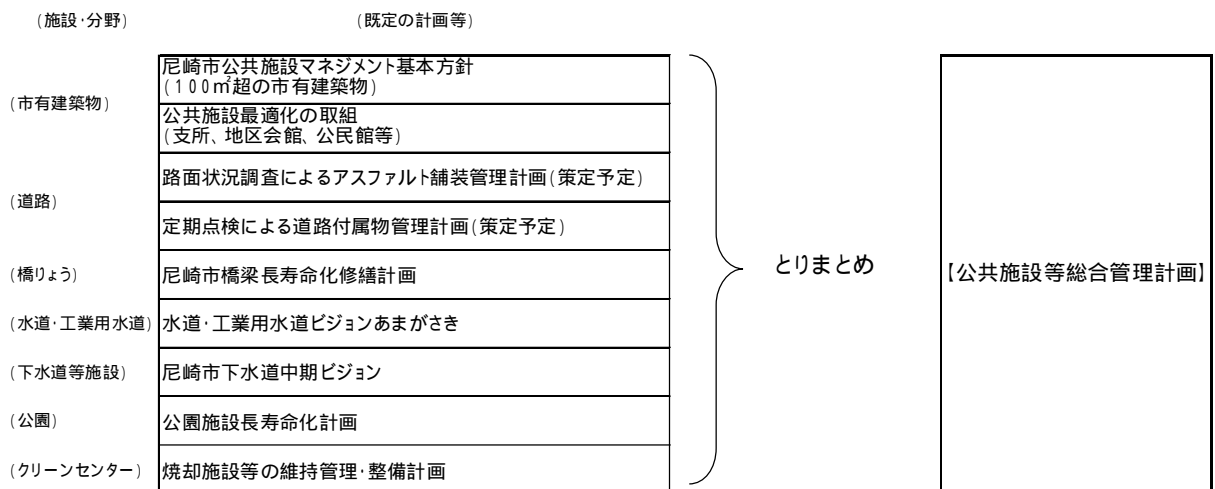 (施設・分野)
(既定の計画等)
(市有建築物)
尼崎市公共施設マネジメント基本方針
(100㎡超の市有建築物)
公共施設最適化の取組
(支所、地区会館、公民館等)
(道路)
路面状況調査によるアスファルト舗装管理計画(策定予定)
定期点検による道路付属物管理計画(策定予定)
(橋りょう)
尼崎市橋梁長寿命化修繕計画
(水道・工業用水道)
水道・工業用水道ビジョンあまがさき
(下水道等施設)
尼崎市下水道中期ビジョン
(公園)
公園施設長寿命化計画
(クリーンセンター)
焼却施設等の維持管理・整備計画
とりまとめ
【公共施設等総合管理計画】